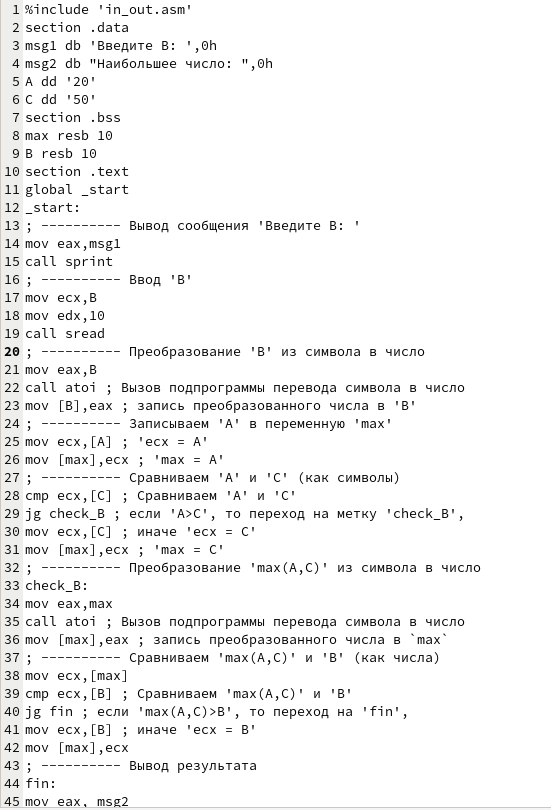 1 %include 'in_out.asm'
2 section .data
3 msg1 db 'Введите B: ',0h
4 msg2 db "Наибольшее число: ",0h
5 A dd '20'
6 C dd '50'
7 section .bss
8 max resb 10
9 B resb 10
10 section .text
11 global _start
12 _start:
13 ; ---------- Вывод сообщения 'Введите B: '
14 mov eax,msg1
15 call sprint
16 ; ---------- Ввод 'B'
17 mov ecx,B
18 mov edx,10
19 call sread
20 ; ---------- Преобразование 'B' из символа в число
21 mov eax,B
22 call atoi ; Вызов подпрограммы перевода символа в число
23 mov [B],eax ; запись преобразованного числа в 'B'
24 ; ---------- Записываем 'A' в переменную 'max'
25 mov ecx,[A] ; 'ecx = A'
26 mov [max],ecx ; 'max = A'
27 ; ---------- Сравниваем 'A' и 'C' (как символы)
28 cmp ecx,[C] ; Сравниваем 'A' и 'C'
29 jg check_B ; если 'A>C', то переход на метку 'check_B',
30 mov ecx,[C] ; иначе 'ecx = C'
31 mov [max],ecx ; 'max = C'
32 ; ---------- Преобразование 'max(A,C)' из символа в число
33 check_B:
34 mov eax,max
35 call atoi ; Вызов подпрограммы перевода символа в число
36 mov [max],eax ; запись преобразованного числа в `max`
37 ; ---------- Сравниваем 'max(A,C)' и 'B' (как числа)
38 mov ecx,[max]
39 cmp ecx,[B] ; Сравниваем 'max(A,C)' и 'B'
40 jg fin ; если 'max(A,C)>B', то переход на 'fin',
41 mov ecx,[B] ; иначе 'ecx = B'
42 mov [max],ecx
43 ; ---------- Вывод результата
44 fin:
45 mov eax, msg2